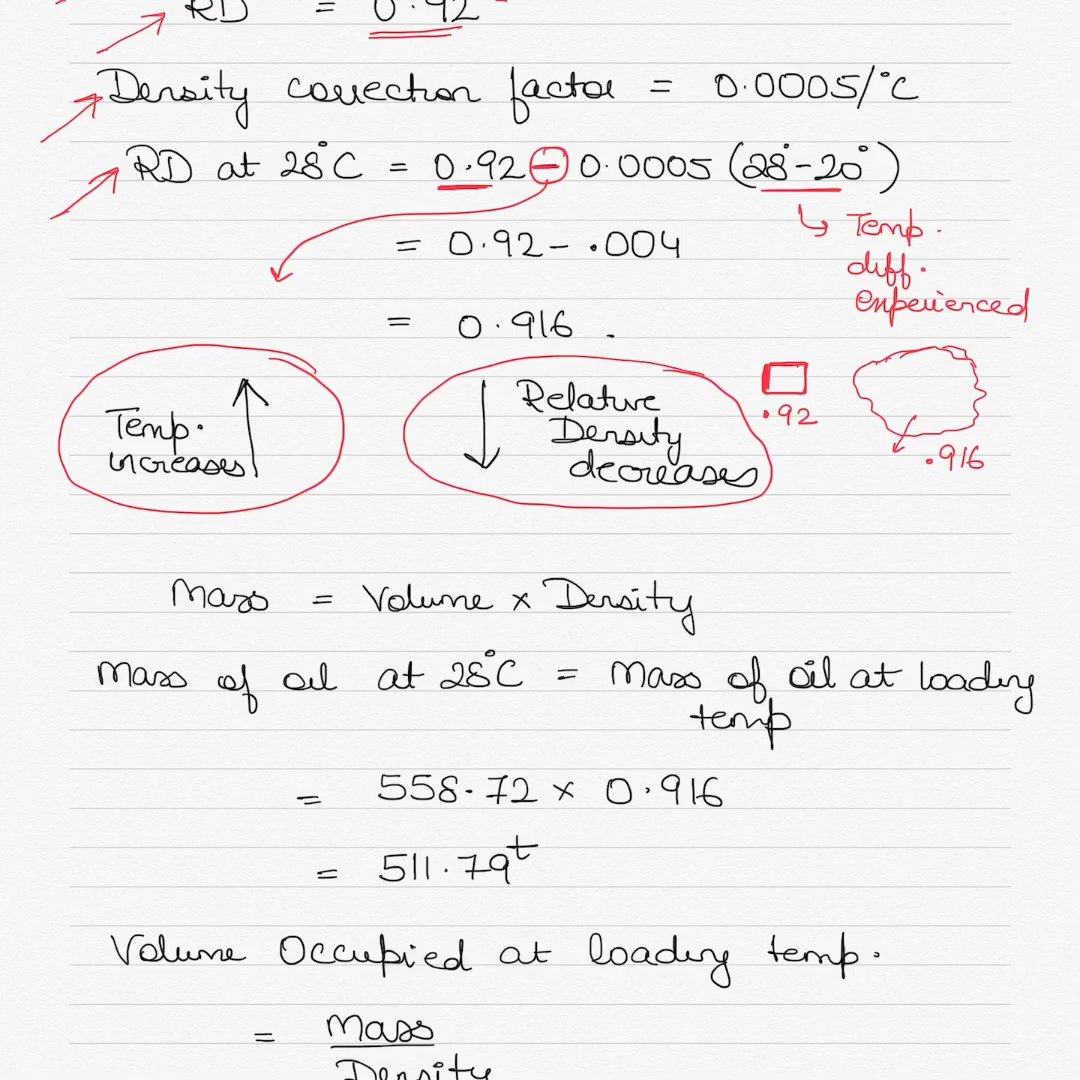 RD = 0.92
Density correction factor = 0.0005/°C
RD at 28°C = 0.92 - 0.0005 (28° - 20°)
= 0.92 - .004
↳ Temp. diff. experienced
= 0.916.
Temp. increases ↑
↓ Relative Density decreases
.92
.916
Mass = Volume × Density
Mass of oil at 28°C = Mass of oil at loading
temp
= 558.72 × 0.916
= 511.79t
Volume Occupied at loading temp.
= Mass
Density